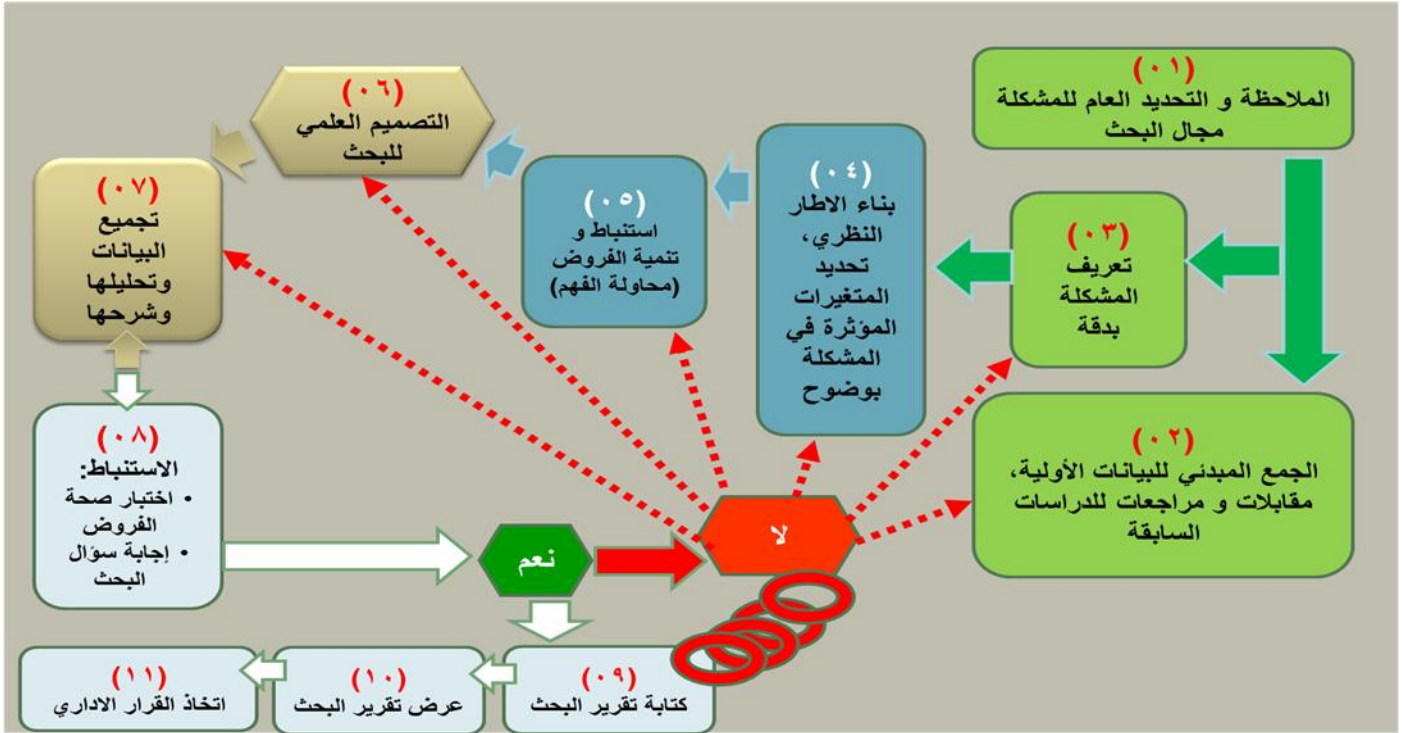 (٠١)
الملاحظة و التحديد العام للمشكلة
مجال البحث
(٠٢)
الجمع المبدئي للبيانات الأولية،
مقابلات و مراجعات للدراسات
السابقة
(٠٣)
تعريف
المشكلة
بدقة
(٠٤)
بناء الاطار
النظري،
تحديد
المتغيرات
المؤثرة في
المشكلة
بوضوح
(٠٥)
استنباط و
تنمية الفروض
(محاولة الفهم)
(٠٦)
التصميم العلمي
للبحث
(٠٧)
تجميع
البيانات
وتحليلها
وشرحها
(٠٨)
الاستنباط:
• اختبار صحة
الفروض
• إجابة سؤال
البحث
نعم
لا
(٠٩)
كتابة تقرير البحث
(١٠)
عرض تقرير البحث
(١١)
اتخاذ القرار الاداري